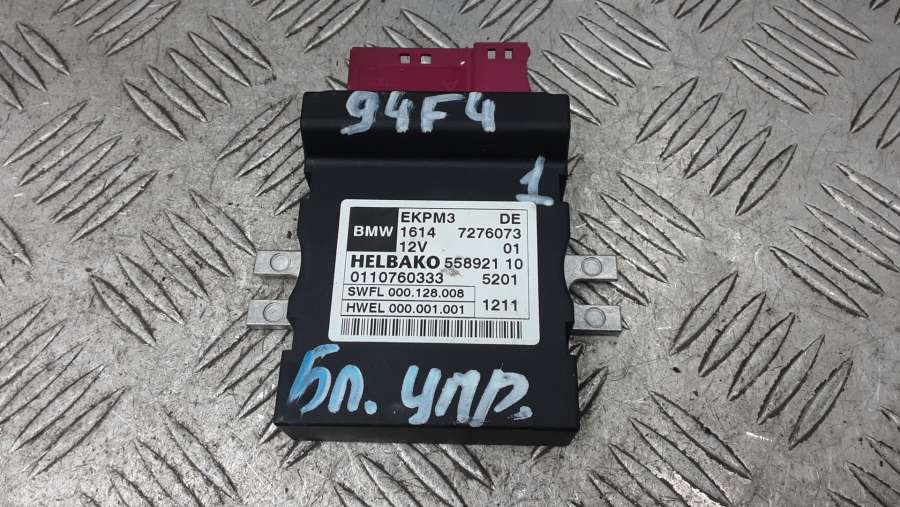 94F4
1
BMW EKPM3 DE
1614 7276073
12V 01
HELBAKO 558921 10
0110760333 5201
SWFL 000.128.008
HWEL 000.001.001 1211
Бл. упр.